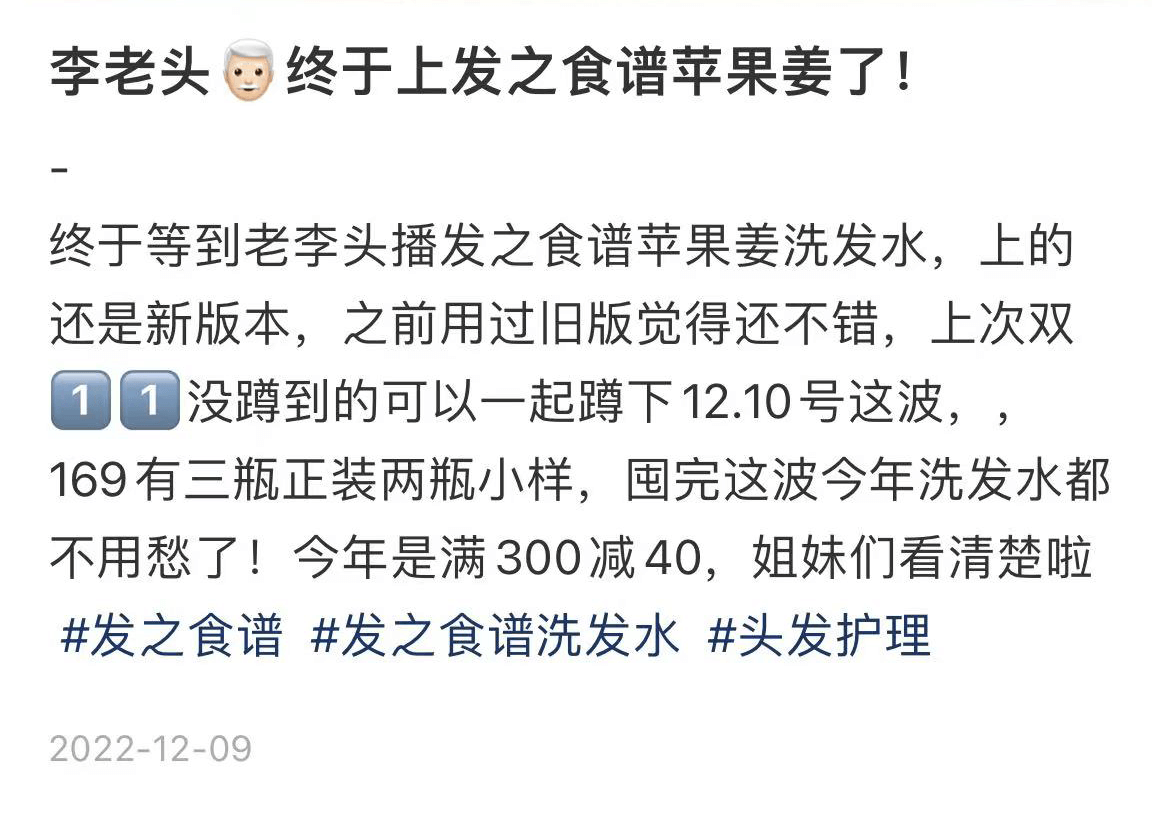 李老头👴🏻终于上发之食谱苹果姜了！
-
终于等到老李头播发之食谱苹果姜洗发水，上的
还是新版本，之前用过旧版觉得还不错，上次双
1️⃣1️⃣没蹲到的可以一起蹲下12.10号这波，，
169有三瓶正装两瓶小样，囤完这波今年洗发水都
不用愁了！今年是满300减40，姐妹们看清楚啦
#发之食谱 #发之食谱洗发水 #头发护理
2022-12-09